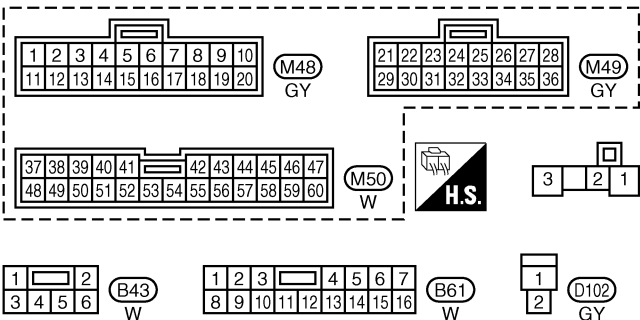 1 2 3 4 5 6 7 8 9 10
11 12 13 14 15 16 17 18 19 20
M48
GY
21 22 23 24 25 26 27 28
29 30 31 32 33 34 35 36
M49
GY
37 38 39 40 41 42 43 44 45 46 47
48 49 50 51 52 53 54 55 56 57 58 59 60
M50
W
H.S.
3 2 1
1 2
3 4 5 6
B43
W
1 2 3 4 5 6 7
8 9 10 11 12 13 14 15 16
B61
W
1
2
D102
GY